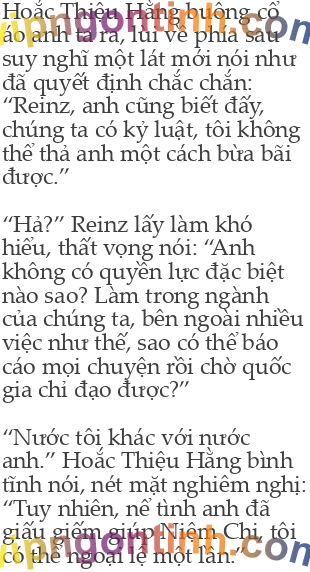 Hoắc Thiệu Hằng buông cổ
áo anh ta ra, lui về phía sau
suy nghĩ một lát mới nói như
đã quyết định chắc chắn:
“Reinz, anh cũng biết đấy,
chúng ta có kỷ luật, tôi không
thể thả anh một cách bừa bãi
được.”
“Hả?” Reinz lấy làm khó
hiểu, thất vọng nói: “Anh
không có quyền lực đặc biệt
nào sao? Làm trong ngành
của chúng ta, bên ngoài nhiều
việc như thế, sao có thể báo
cáo mọi chuyện rồi chờ quốc
gia chỉ đạo được?”
“Nước tôi khác với nước
anh.” Hoắc Thiệu Hằng bình
tĩnh nói, nét mặt nghiêm nghị:
“Tuy nhiên, nể tình anh đã
giấu giếm giúp Niệm Chi, tôi
có thể ngoại lệ một lần.”